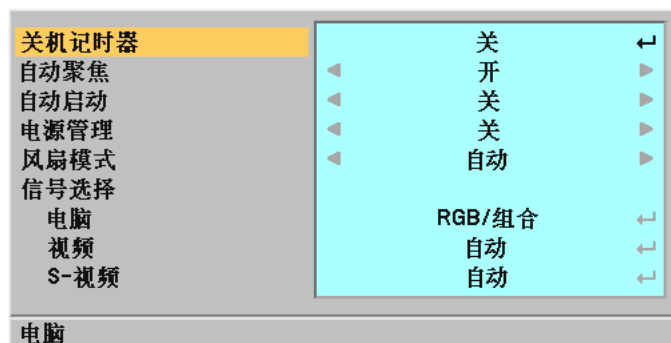 关机记时器 关
自动聚焦 开
自动启动 关
电源管理 关
风扇模式 自动
信号选择
电脑 RGB/组合
视频 自动
S-视频 自动
电脑